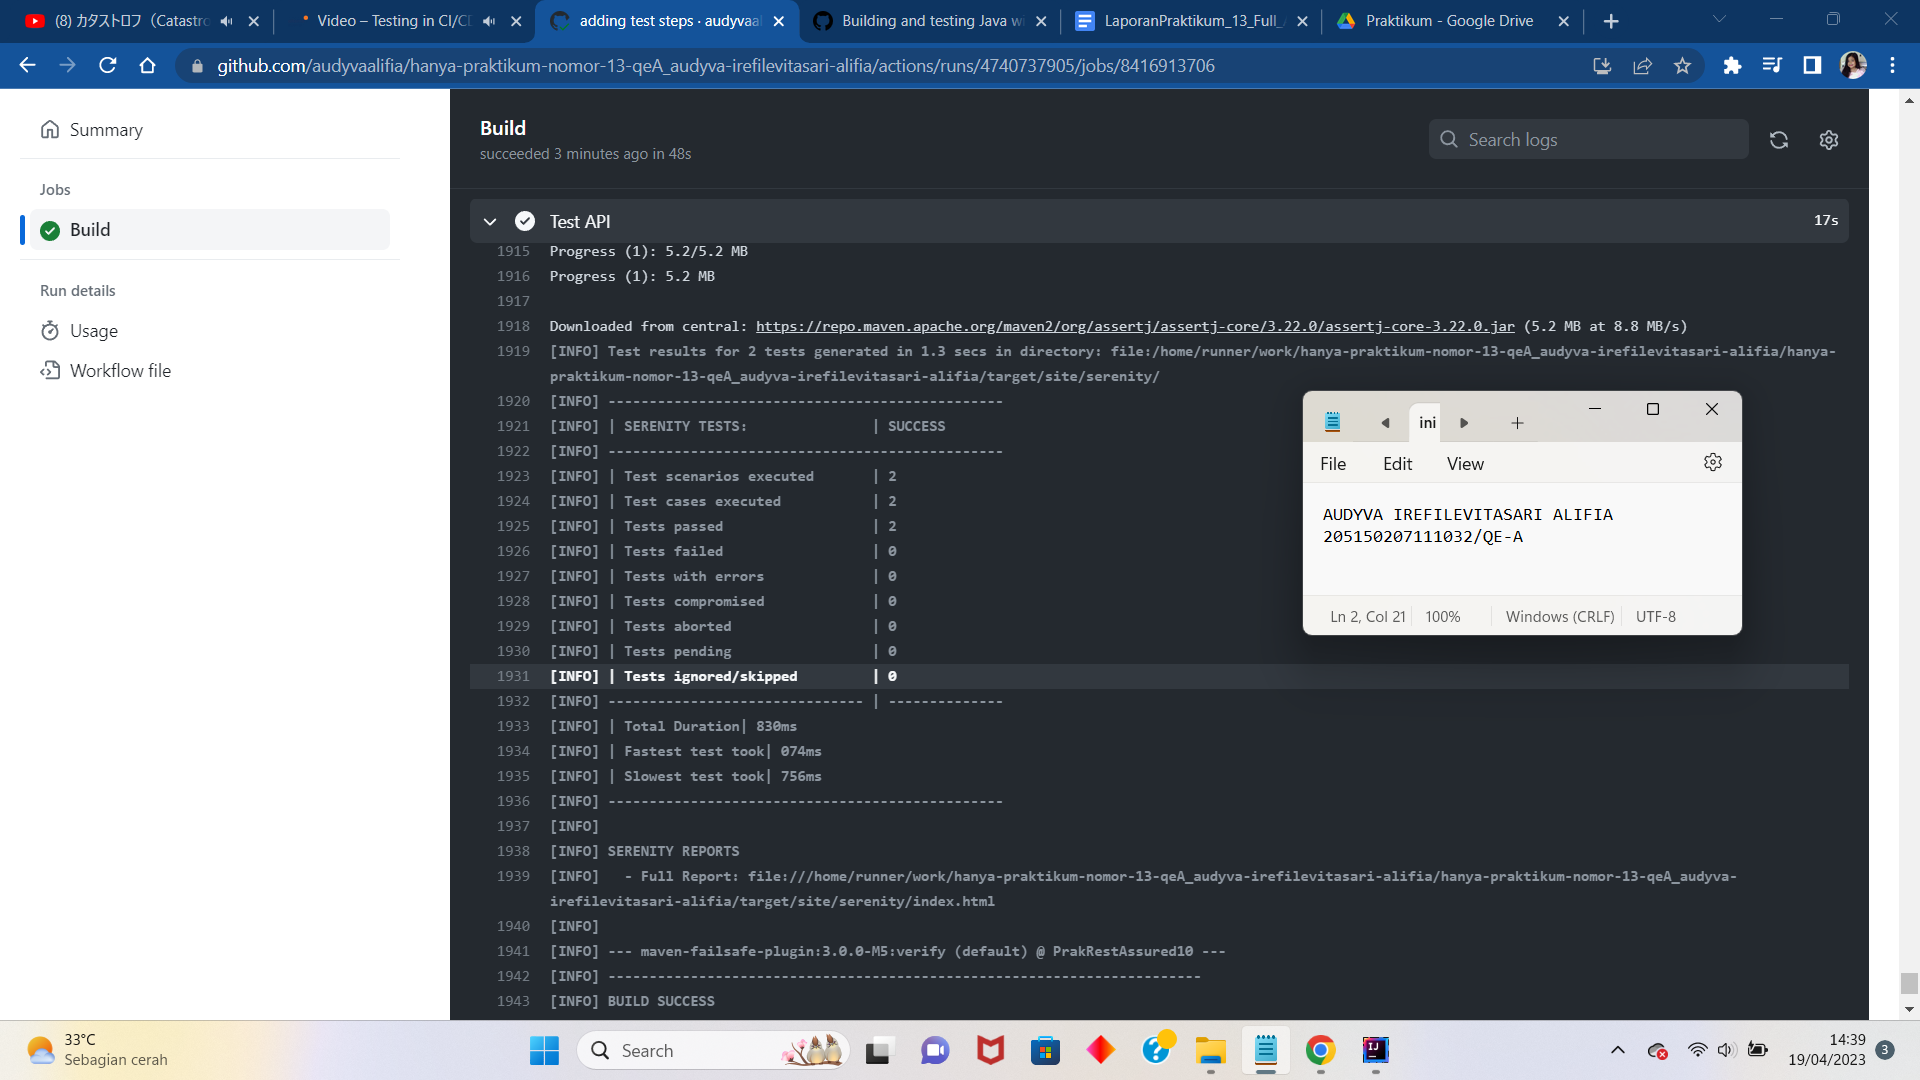 (8) カタストロフ (Catastro
Video – Testing in CI/CD
adding test steps · audyvaal
Building and testing Java wi
LaporanPraktikum_13_Full_
Praktikum - Google Drive
github.com/audyvaalifia/hanya-praktikum-nomor-13-qeA_audyva-irefilevitasari-alifia/actions/runs/4740737905/jobs/8416913706
Summary
Jobs
Build
Run details
Usage
Workflow file
Build
succeeded 3 minutes ago in 48s
Search logs
Test API
17s
1915 Progress (1): 5.2/5.2 MB
1916 Progress (1): 5.2 MB
1917
1918 Downloaded from central: https://repo.maven.apache.org/maven2/org/assertj/assertj-core/3.22.0/assertj-core-3.22.0.jar (5.2 MB at 8.8 MB/s)
1919 [INFO] Test results for 2 tests generated in 1.3 secs in directory: file:/home/runner/work/hanya-praktikum-nomor-13-qeA_audyva-irefilevitasari-alifia/hanya-
praktikum-nomor-13-qeA_audyva-irefilevitasari-alifia/target/site/serenity/
1920 [INFO] ------------------------------------------------
1921 [INFO] | SERENITY TESTS: | SUCCESS
1922 [INFO] ------------------------------------------------
1923 [INFO] | Test scenarios executed | 2
1924 [INFO] | Test cases executed | 2
1925 [INFO] | Tests passed | 2
1926 [INFO] | Tests failed | 0
1927 [INFO] | Tests with errors | 0
1928 [INFO] | Tests compromised | 0
1929 [INFO] | Tests aborted | 0
1930 [INFO] | Tests pending | 0
1931 [INFO] | Tests ignored/skipped | 0
1932 [INFO] ------------------------------- | --------------
1933 [INFO] | Total Duration| 830ms
1934 [INFO] | Fastest test took| 074ms
1935 [INFO] | Slowest test took| 756ms
1936 [INFO] ------------------------------------------------
1937 [INFO]
1938 [INFO] SERENITY REPORTS
1939 [INFO] - Full Report: file:///home/runner/work/hanya-praktikum-nomor-13-qeA_audyva-irefilevitasari-alifia/hanya-praktikum-nomor-13-qeA_audyva-
irefilevitasari-alifia/target/site/serenity/index.html
1940 [INFO]
1941 [INFO] --- maven-failsafe-plugin:3.0.0-M5:verify (default) @ PrakRestAssured10 ---
1942 [INFO] ------------------------------------------------------------------------
1943 [INFO] BUILD SUCCESS
ini
File Edit View
AUDYVA IREFILEVITASARI ALIFIA
205150207111032/QE-A
Ln 2, Col 21 100% Windows (CRLF) UTF-8
33°C
Sebagian cerah
Search
IJ
14:39
19/04/2023
3